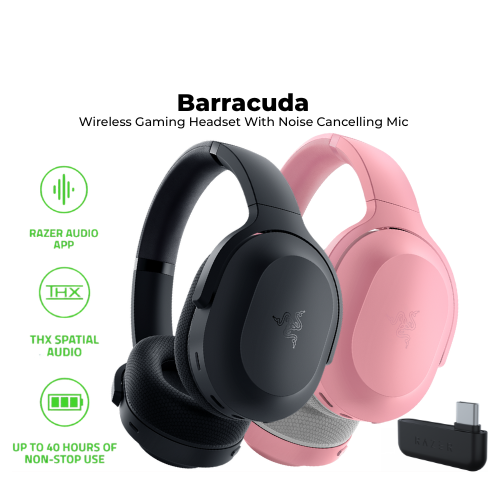 Barracuda
Wireless Gaming Headset With Noise Cancelling Mic
RAZER AUDIO
APP
THX
THX SPATIAL
AUDIO
UP TO 40 HOURS OF
NON-STOP USE
RAZER